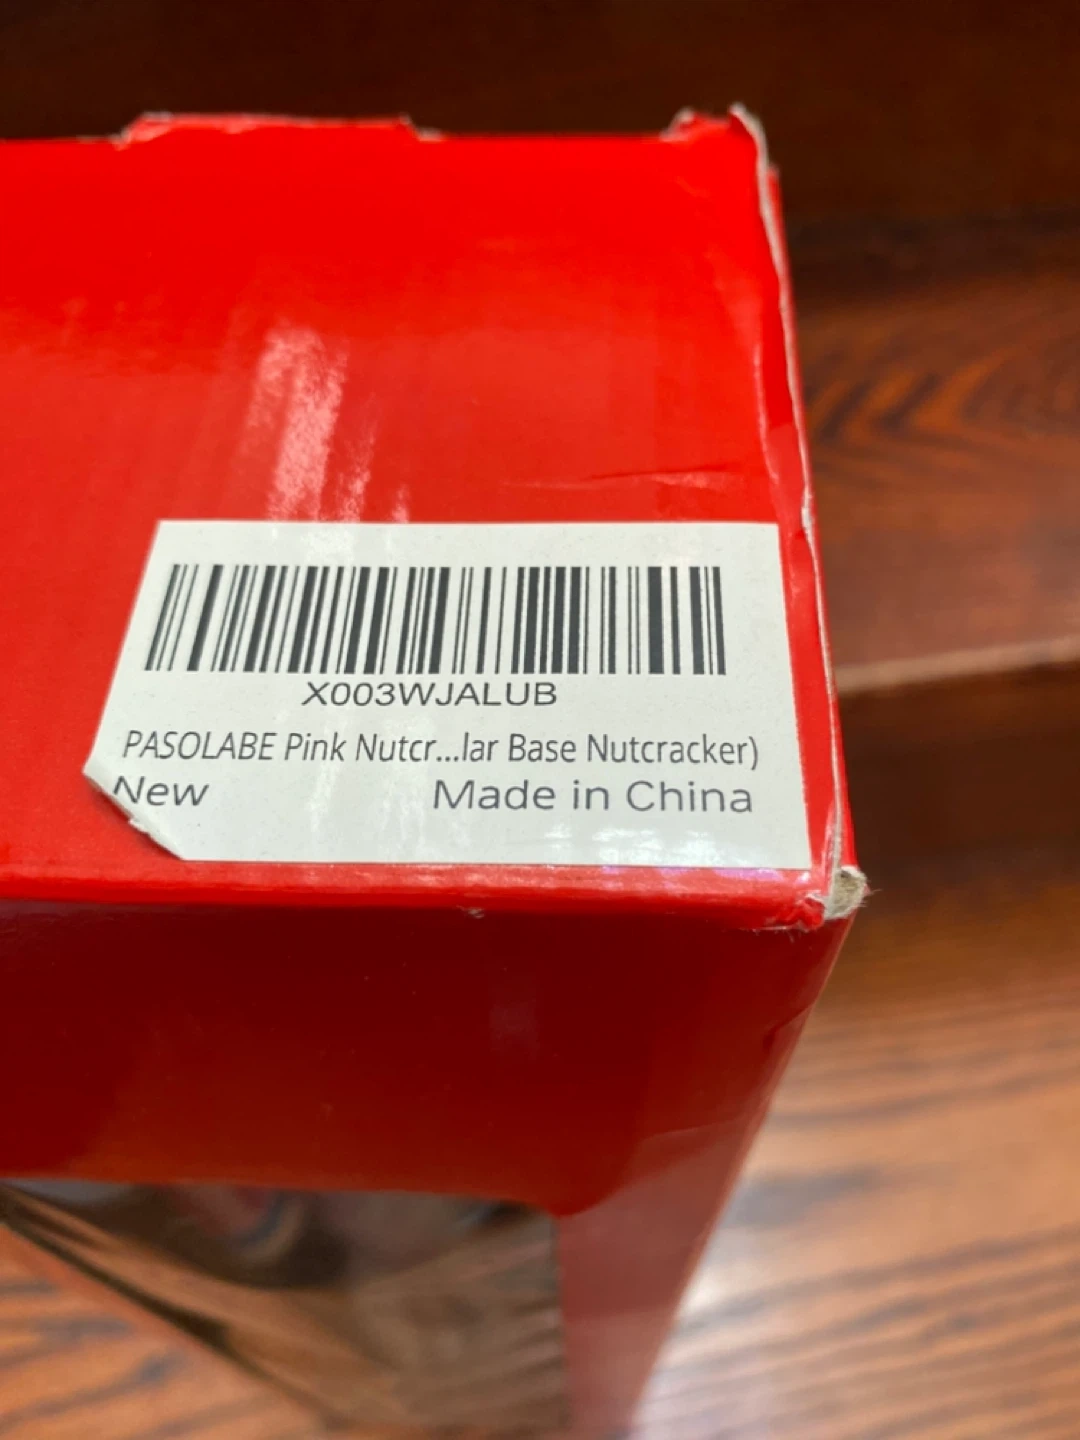 X003WJALUB
PASOLABE Pink Nutcr...lar Base Nutcracker)
New Made in China